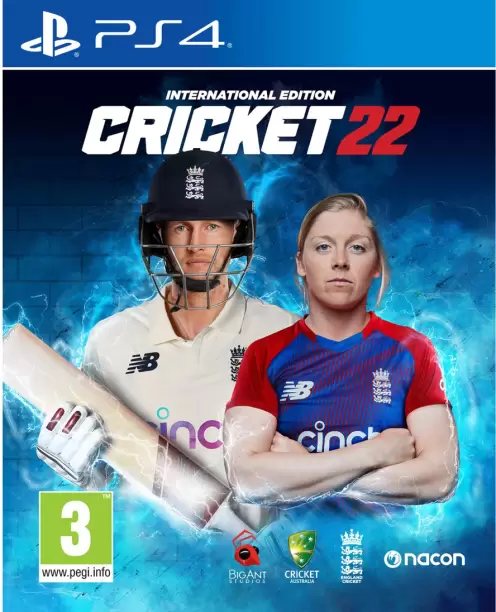 PS4
INTERNATIONAL EDITION
CRICKET 22
NB
NB
cinch
cinch
3
www.pegi.info
BIGANT
STUDIOS
CRICKET
AUSTRALIA
ENGLAND
CRICKET
nacon